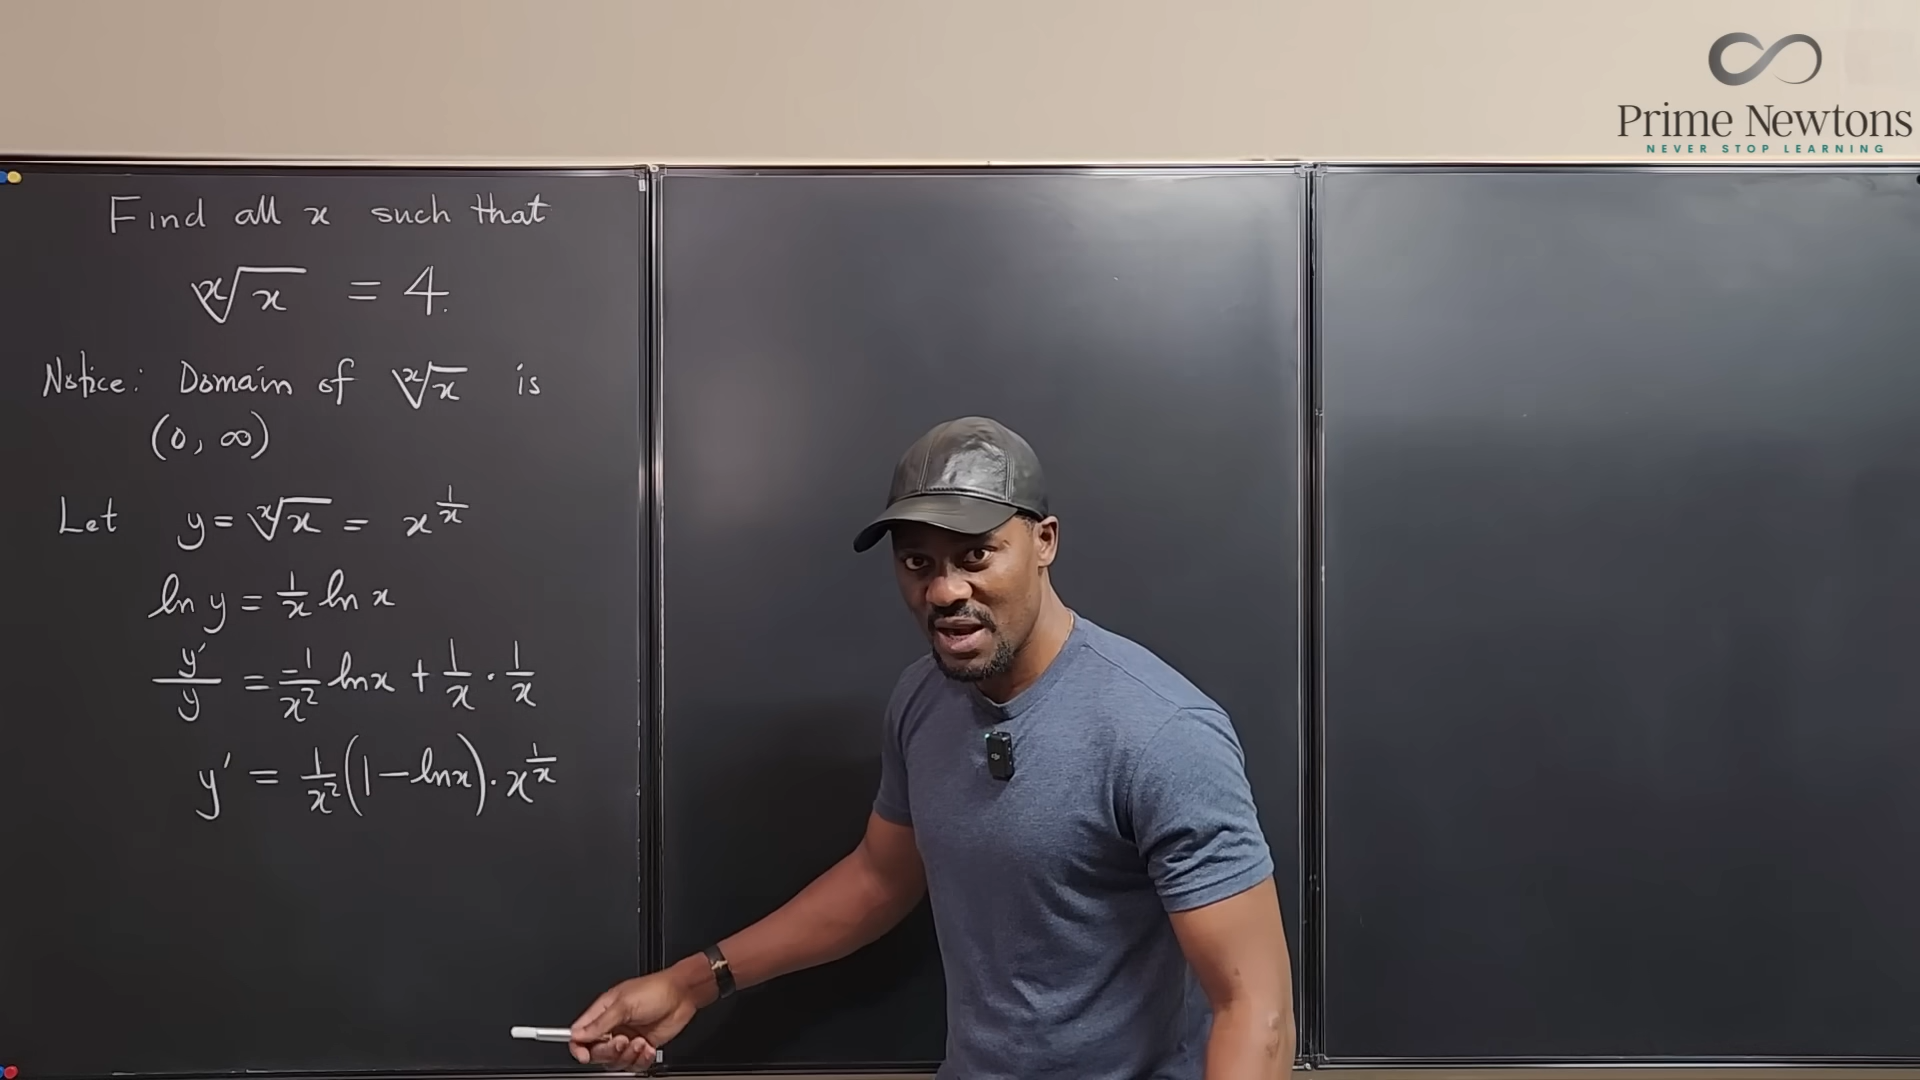 Prime Newtons
NEVER STOP LEARNING
Find all x such that
ˣ√x = 4.
Notice: Domain of ˣ√x is
(0, ∞)
Let y = ˣ√x = x^(1/x)
ln y = 1/x ln x
y′/y = -1/x² ln x + 1/x · 1/x
y′ = 1/x² (1 - ln x) · x^(1/x)